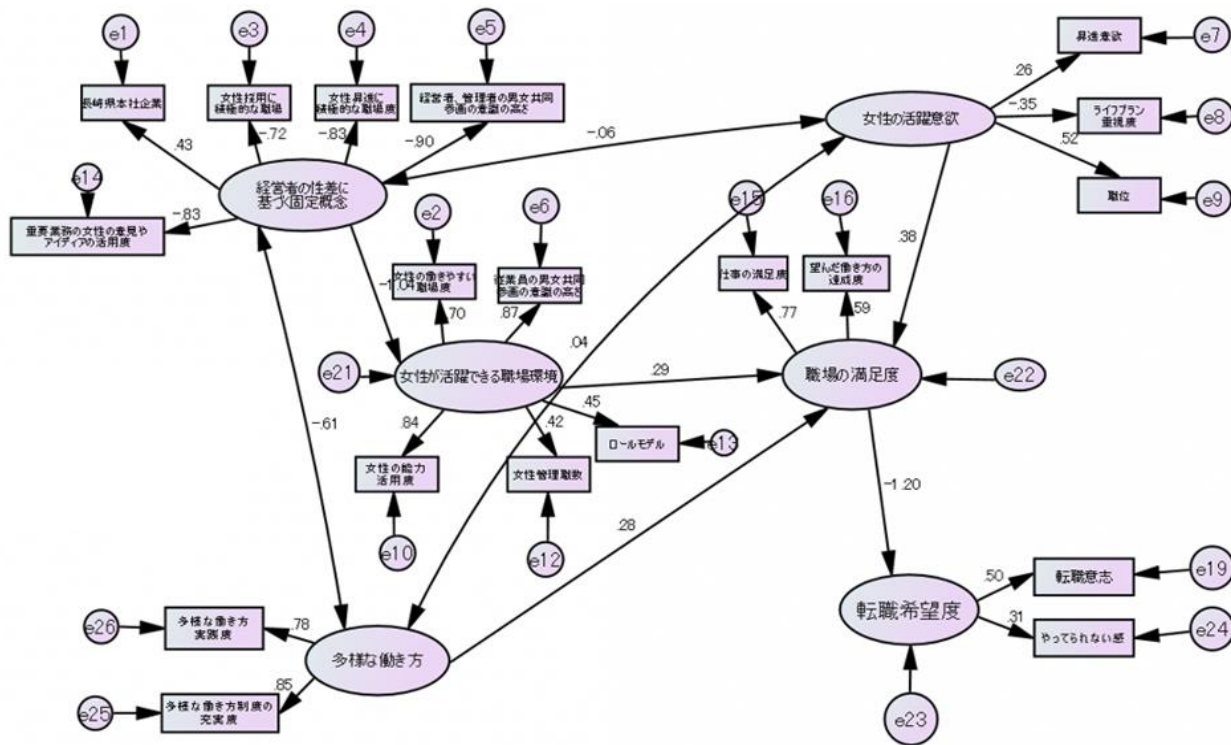 e1
e3
e4
e5
長崎県本社企業
女性採用に
積極的な職場
女性昇進に
積極的な職場度
経営者、管理者の男女共同
参画の意識の高さ
.43
-.72
-.83
-.90
経営者の性差に
基づく固定概念
e14
-.83
重要業務の女性の意見や
アイディアの活用度
-.06
女性の活躍意欲
.26
昇進意欲
e7
-.35
ライフプラン
重視度
e8
.52
職位
e9
e2
e6
女性の働きやすい
職場度
従業員の男女共同
参画の意識の高さ
-1.04
.70
.87
e15
e16
仕事の満足度
望んだ働き方の
達成度
.77
.59
.38
e21
女性が活躍できる職場環境
.04
.29
職場の満足度
e22
.84
.42
.45
女性の能力
活用度
女性管理職数
ロールモデル
e13
e10
e12
-.61
.28
-1.20
e26
多様な働き方
実践度
.78
多様な働き方
e25
多様な働き方制度の
充実度
.85
転職希望度
.50
転職意志
e19
.31
やってられない感
e24
e23